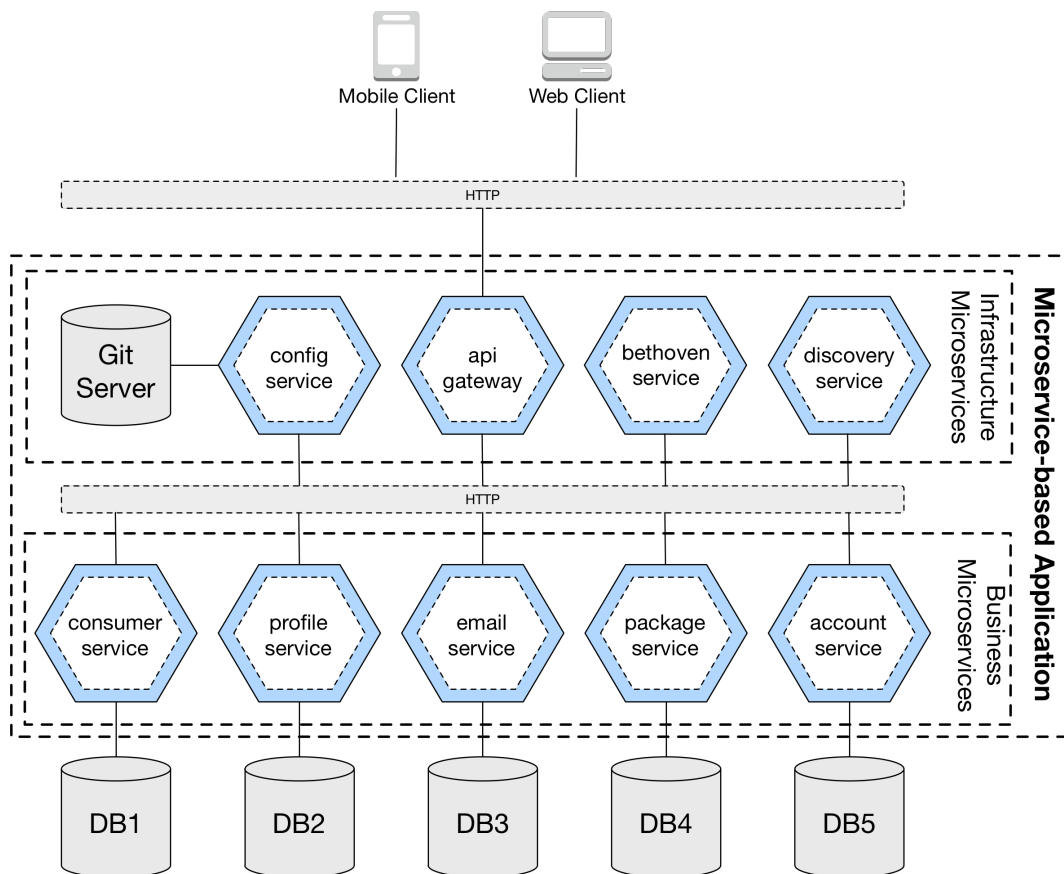 Mobile Client
Web Client
HTTP
Git
Server
config
service
api
gateway
bethoven
service
discovery
service
Infrastructure
Microservices
Microservice-based Application
HTTP
consumer
service
profile
service
email
service
package
service
account
service
Business
Microservices
DB1
DB2
DB3
DB4
DB5